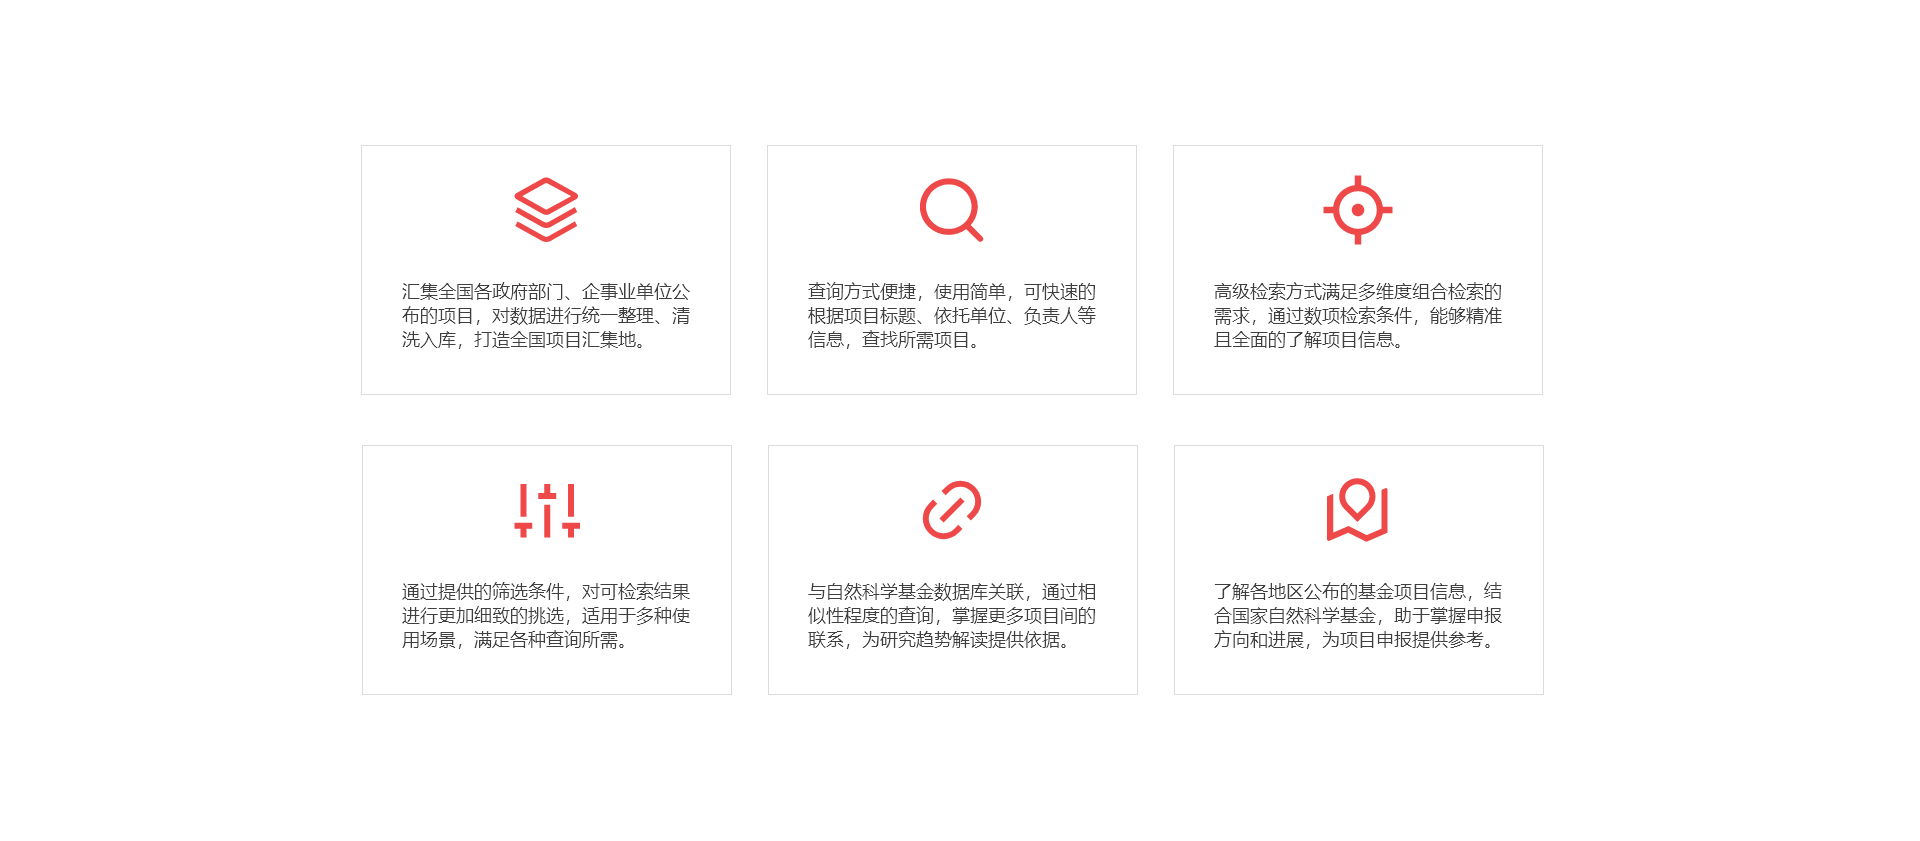 汇集全国各政府部门、企事业单位公
布的项目，对数据进行统一整理、清
洗入库，打造全国项目汇集地。
查询方式便捷，使用简单，可快速的
根据项目标题、依托单位、负责人等
信息，查找所需项目。
高级检索方式满足多维度组合检索的
需求，通过数项检索条件，能够精准
且全面的了解项目信息。
通过提供的筛选条件，对可检索结果
进行更加细致的挑选，适用于多种使
用场景，满足各种查询所需。
与自然科学基金数据库关联，通过相
似性程度的查询，掌握更多项目间的
联系，为研究趋势解读提供依据。
了解各地区公布的基金项目信息，结
合国家自然科学基金，助于掌握申报
方向和进展，为项目申报提供参考。